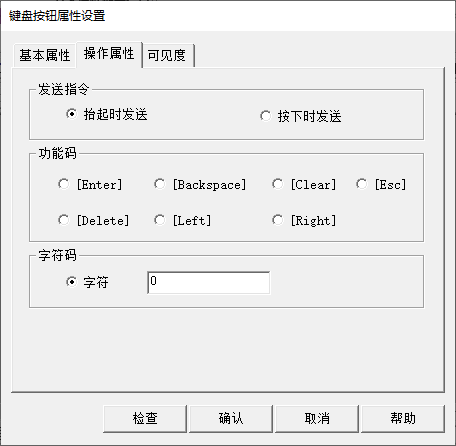 键盘按钮属性设置
基本属性 操作属性 可见度
发送指令
抬起时发送 按下时发送
功能码
[Enter] [Backspace] [Clear] [Esc]
[Delete] [Left] [Right]
字符码
字符 0
检查 确认 取消 帮助